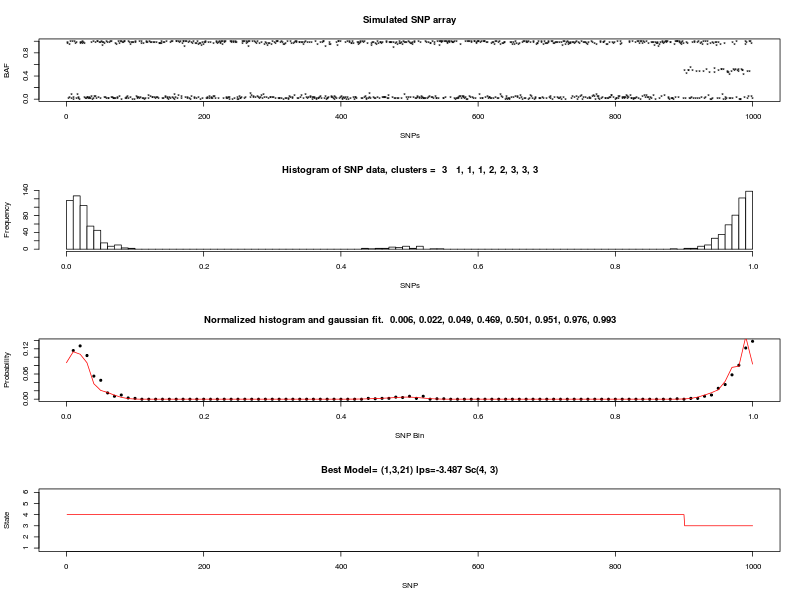 Simulated SNP array
BAF
0.0 0.4 0.8
0 200 400 600 800 1000
SNPs
Histogram of SNP data, clusters = 3 1, 1, 1, 2, 2, 3, 3, 3
Frequency
0 40 80 140
0.0 0.2 0.4 0.6 0.8 1.0
SNPs
Normalized histogram and gaussian fit. 0.006, 0.022, 0.049, 0.469, 0.501, 0.951, 0.976, 0.993
Probability
0.00 0.06 0.12
0.0 0.2 0.4 0.6 0.8 1.0
SNP Bin
Best Model= (1,3,21) lps=-3.487 Sc(4, 3)
State
1 2 3 4 5 6
0 200 400 600 800 1000
SNP